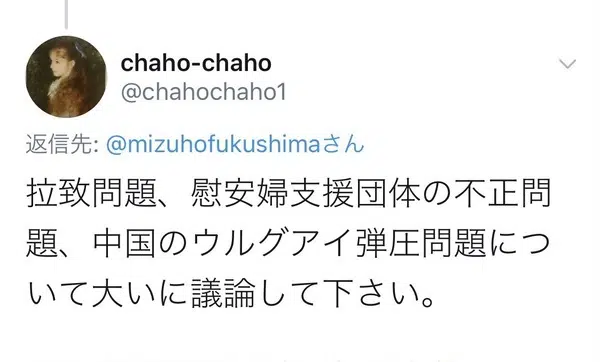 chaho-chaho
@chahochaho1
返信先: @mizuhofukushimaさん
拉致問題、慰安婦支援団体の不正問
題、中国のウルグアイ弾圧問題につ
いて大いに議論して下さい。